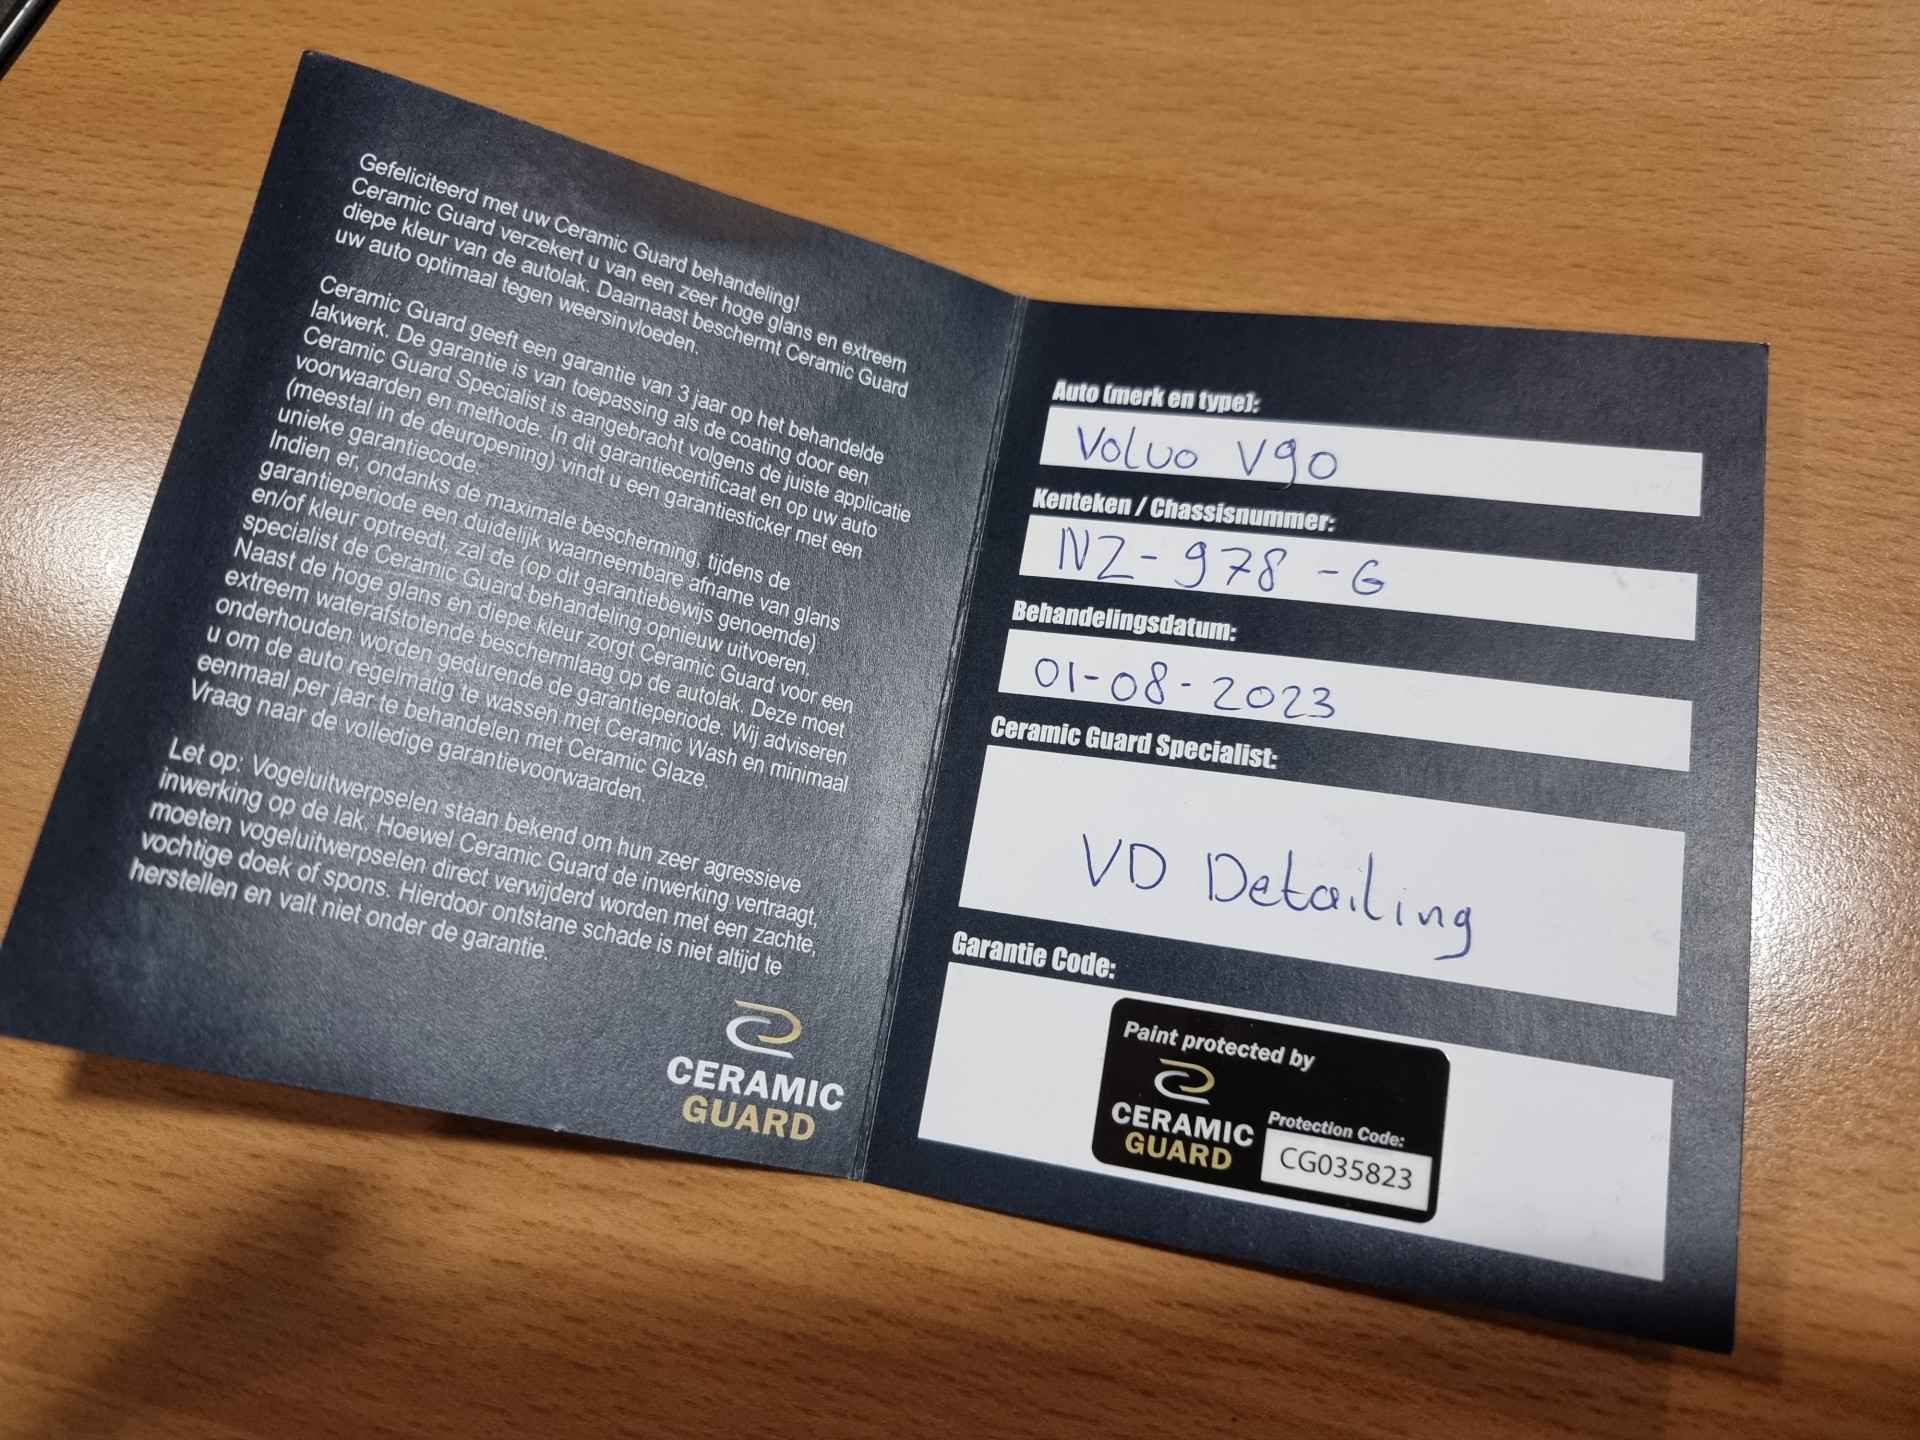 Gefeliciteerd met uw Ceramic Guard behandeling!
Ceramic Guard verzekert u van een zeer hoge glans en extreem
diepe kleur van de autolak. Daarnaast beschermt Ceramic Guard
uw auto optimaal tegen weersinvloeden.
Ceramic Guard geeft een garantie van 3 jaar op het behandelde
lakwerk. De garantie is van toepassing als de coating door een
Ceramic Guard Specialist is aangebracht volgens de juiste applicatie
voorwaarden en methode. In dit garantiecertificaat en op uw auto
(meestal in de deuropening) vindt u een garantiesticker met een
unieke garantiecode.
Indien er, ondanks de maximale bescherming, tijdens de
garantieperiode een duidelijk waarneembare afname van glans
en/of kleur optreedt, zal de (op dit garantiebewijs genoemde)
specialist de Ceramic Guard behandeling opnieuw uitvoeren.
Naast de hoge glans en diepe kleur zorgt Ceramic Guard voor een
extreem waterafstotende beschermlaag op de autolak. Deze moet
onderhouden worden gedurende de garantieperiode. Wij adviseren
u om de auto regelmatig te wassen met Ceramic Wash en minimaal
eenmaal per jaar te behandelen met Ceramic Glaze.
Vraag naar de volledige garantievoorwaarden.
Let op: Vogeluitwerpselen staan bekend om hun zeer agressieve
inwerking op de lak. Hoewel Ceramic Guard de inwerking vertraagt,
moeten vogeluitwerpselen direct verwijderd worden met een zachte,
vochtige doek of spons. Hierdoor ontstane schade is niet altijd te
herstellen en valt niet onder de garantie.
CERAMIC
GUARD
Auto (merk en type):
Volvo V90
Kenteken / Chassisnummer:
NZ-978-G
Behandelingsdatum:
01-08-2023
Ceramic Guard Specialist:
VD Detailing
Garantie Code:
Paint protected by
CERAMIC
GUARD
Protection Code:
CG035823